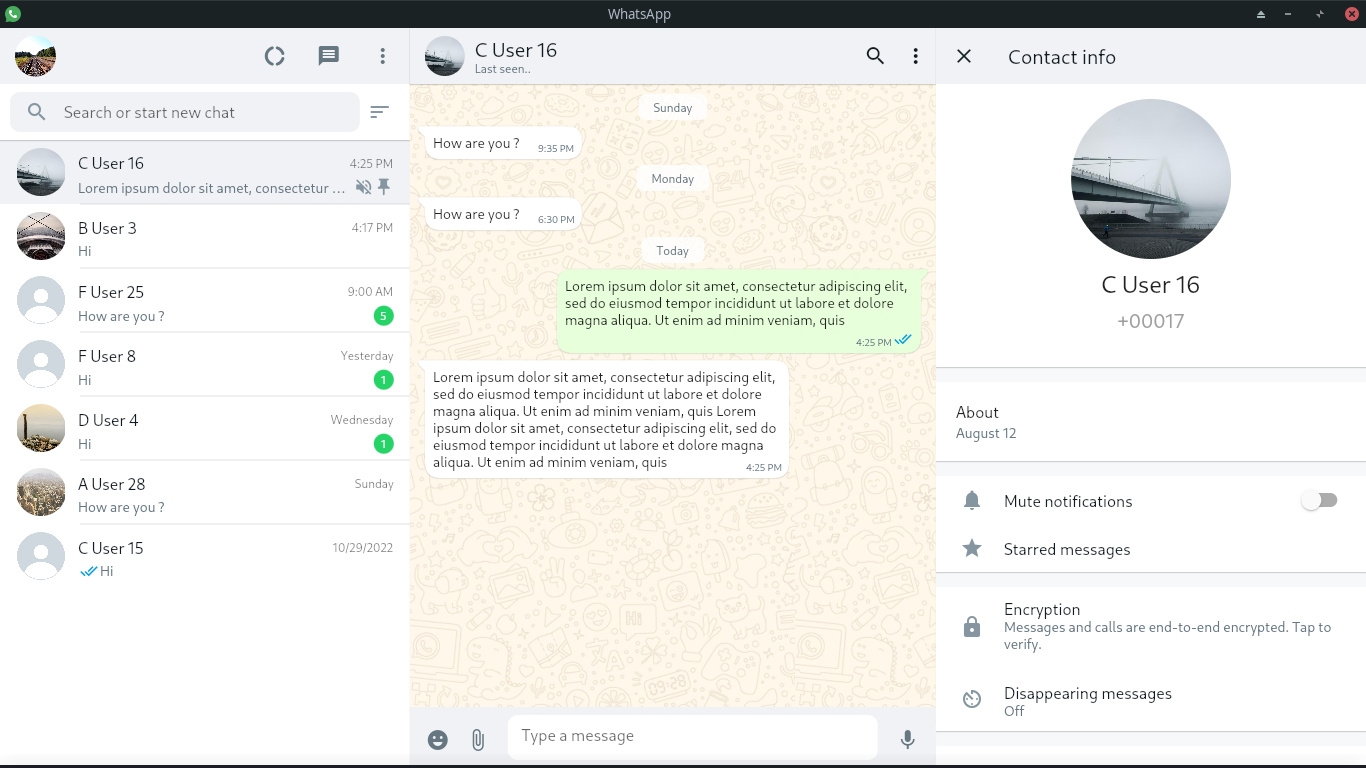 WhatsApp
Search or start new chat
C User 16
4:25 PM
Lorem ipsum dolor sit amet, consectetur ...
B User 3
4:17 PM
Hi
F User 25
9:00 AM
How are you ?
5
F User 8
Yesterday
Hi
1
D User 4
Wednesday
Hi
1
A User 28
Sunday
How are you ?
C User 15
10/29/2022
Hi
C User 16
Last seen..
Sunday
How are you ?
9:35 PM
Monday
How are you ?
6:30 PM
Today
Lorem ipsum dolor sit amet, consectetur adipiscing elit,
sed do eiusmod tempor incididunt ut labore et dolore
magna aliqua. Ut enim ad minim veniam, quis
4:25 PM
Lorem ipsum dolor sit amet, consectetur adipiscing elit,
sed do eiusmod tempor incididunt ut labore et dolore
magna aliqua. Ut enim ad minim veniam, quis Lorem
ipsum dolor sit amet, consectetur adipiscing elit, sed do
eiusmod tempor incididunt ut labore et dolore magna
aliqua. Ut enim ad minim veniam, quis
4:25 PM
Hi
09:28
Type a message
Contact info
C User 16
+00017
About
August 12
Mute notifications
Starred messages
Encryption
Messages and calls are end-to-end encrypted. Tap to
verify.
Disappearing messages
Off